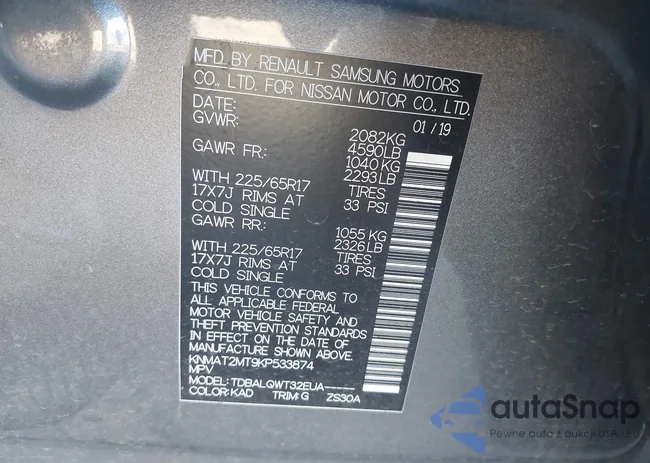 MFD BY RENAULT SAMSUNG MOTORS
CO., LTD. FOR NISSAN MOTOR CO., LTD.
DATE: 01/19
GVWR: 2082KG
4590LB
GAWR FR: 1040KG
2293LB
WITH 225/65R17 TIRES
17X7J RIMS AT 33 PSI
COLD SINGLE
GAWR RR: 1055KG
2326LB
WITH 225/65R17 TIRES
17X7J RIMS AT 33 PSI
COLD SINGLE
THIS VEHICLE CONFORMS TO
ALL APPLICABLE FEDERAL
MOTOR VEHICLE SAFETY AND
THEFT PREVENTION STANDARDS
IN EFFECT ON THE DATE OF
MANUFACTURE SHOWN ABOVE.
KNMAT2MT9KP533874
MPV
MODEL: TDBALQWT32EUA-----
COLOR: KAD TRIM: G ZS30A
autoSnap
Pewne auta z aukcji USA - EU